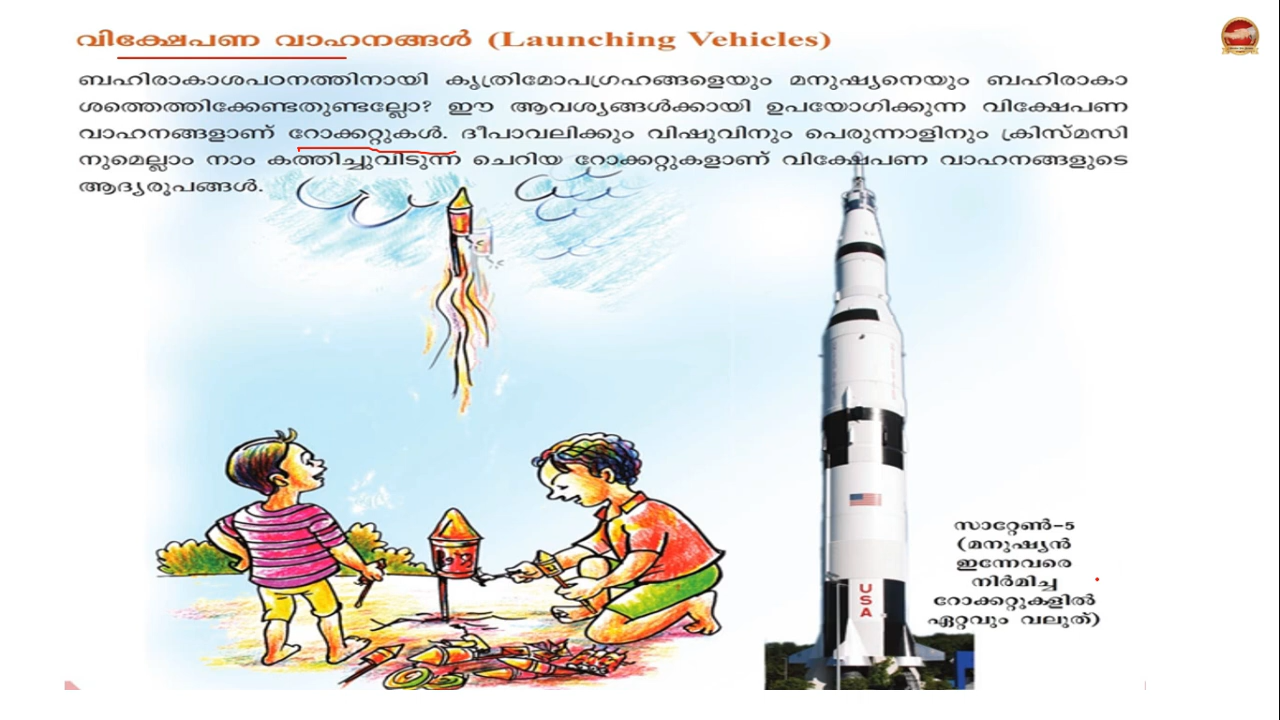 വിക്ഷേപണ വാഹനങ്ങൾ (Launching Vehicles)
ബഹിരാകാശപഠനത്തിനായി കൃത്രിമോപഗ്രഹങ്ങളെയും മനുഷ്യനെയും ബഹിരാകാ
ശത്തെത്തിക്കേണ്ടതുണ്ടല്ലോ? ഈ ആവശ്യങ്ങൾക്കായി ഉപയോഗിക്കുന്ന വിക്ഷേപണ
വാഹനങ്ങളാണ് റോക്കറ്റുകൾ. ദീപാവലിക്കും വിഷുവിനും പെരുന്നാളിനും ക്രിസ്മസി
നുമെല്ലാം നാം കത്തിച്ചുവിടുന്ന ചെറിയ റോക്കറ്റുകളാണ് വിക്ഷേപണ വാഹനങ്ങളുടെ
ആദ്യരൂപങ്ങൾ.
സാറ്റേൺ-5
(മനുഷ്യൻ
ഇന്നേവരെ
നിർമിച്ച
റോക്കറ്റുകളിൽ
ഏറ്റവും വലുത്)
USA